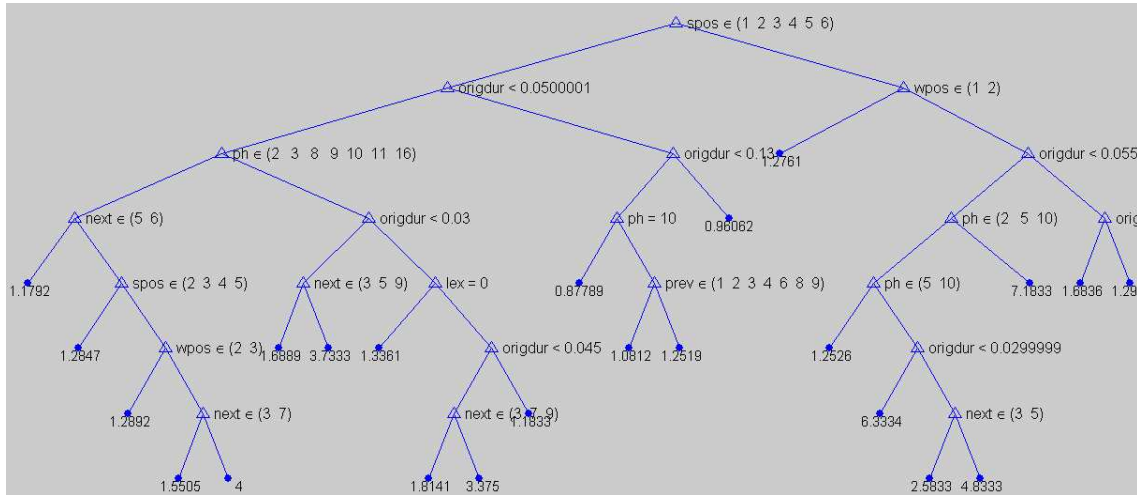 spos ∈ (1 2 3 4 5 6)
origdur < 0.0500001
wpos ∈ (1 2)
ph ∈ (2 3 8 9 10 11 16)
origdur < 0.13
1.2761
origdur < 0.055
next ∈ (5 6)
origdur < 0.03
ph = 10
0.96062
ph ∈ (2 5 10)
orig
1.1792
spos ∈ (2 3 4 5)
next ∈ (3 5 9)
lex = 0
0.87789
prev ∈ (1 2 3 4 6 8 9)
ph ∈ (5 10)
7.1833
1.6836
1.29
1.2847
wpos ∈ (2 3)
1.6889
3.7333
1.3361
origdur < 0.045
1.0812
1.2519
1.2526
origdur < 0.0299999
1.2892
next ∈ (3 7)
next ∈ (3 7 9)
1.1833
6.3334
next ∈ (3 5)
1.5505
4
1.8141
3.375
2.5833
4.8333